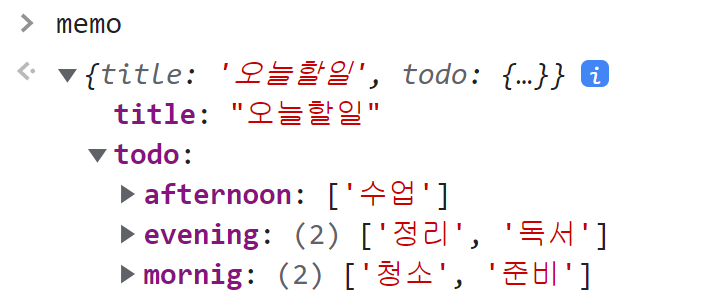 > memo
{title: '오늘할일', todo: {…}} i
title: "오늘할일"
todo:
afternoon: ['수업']
evening: (2) ['정리', '독서']
mornig: (2) ['청소', '준비']